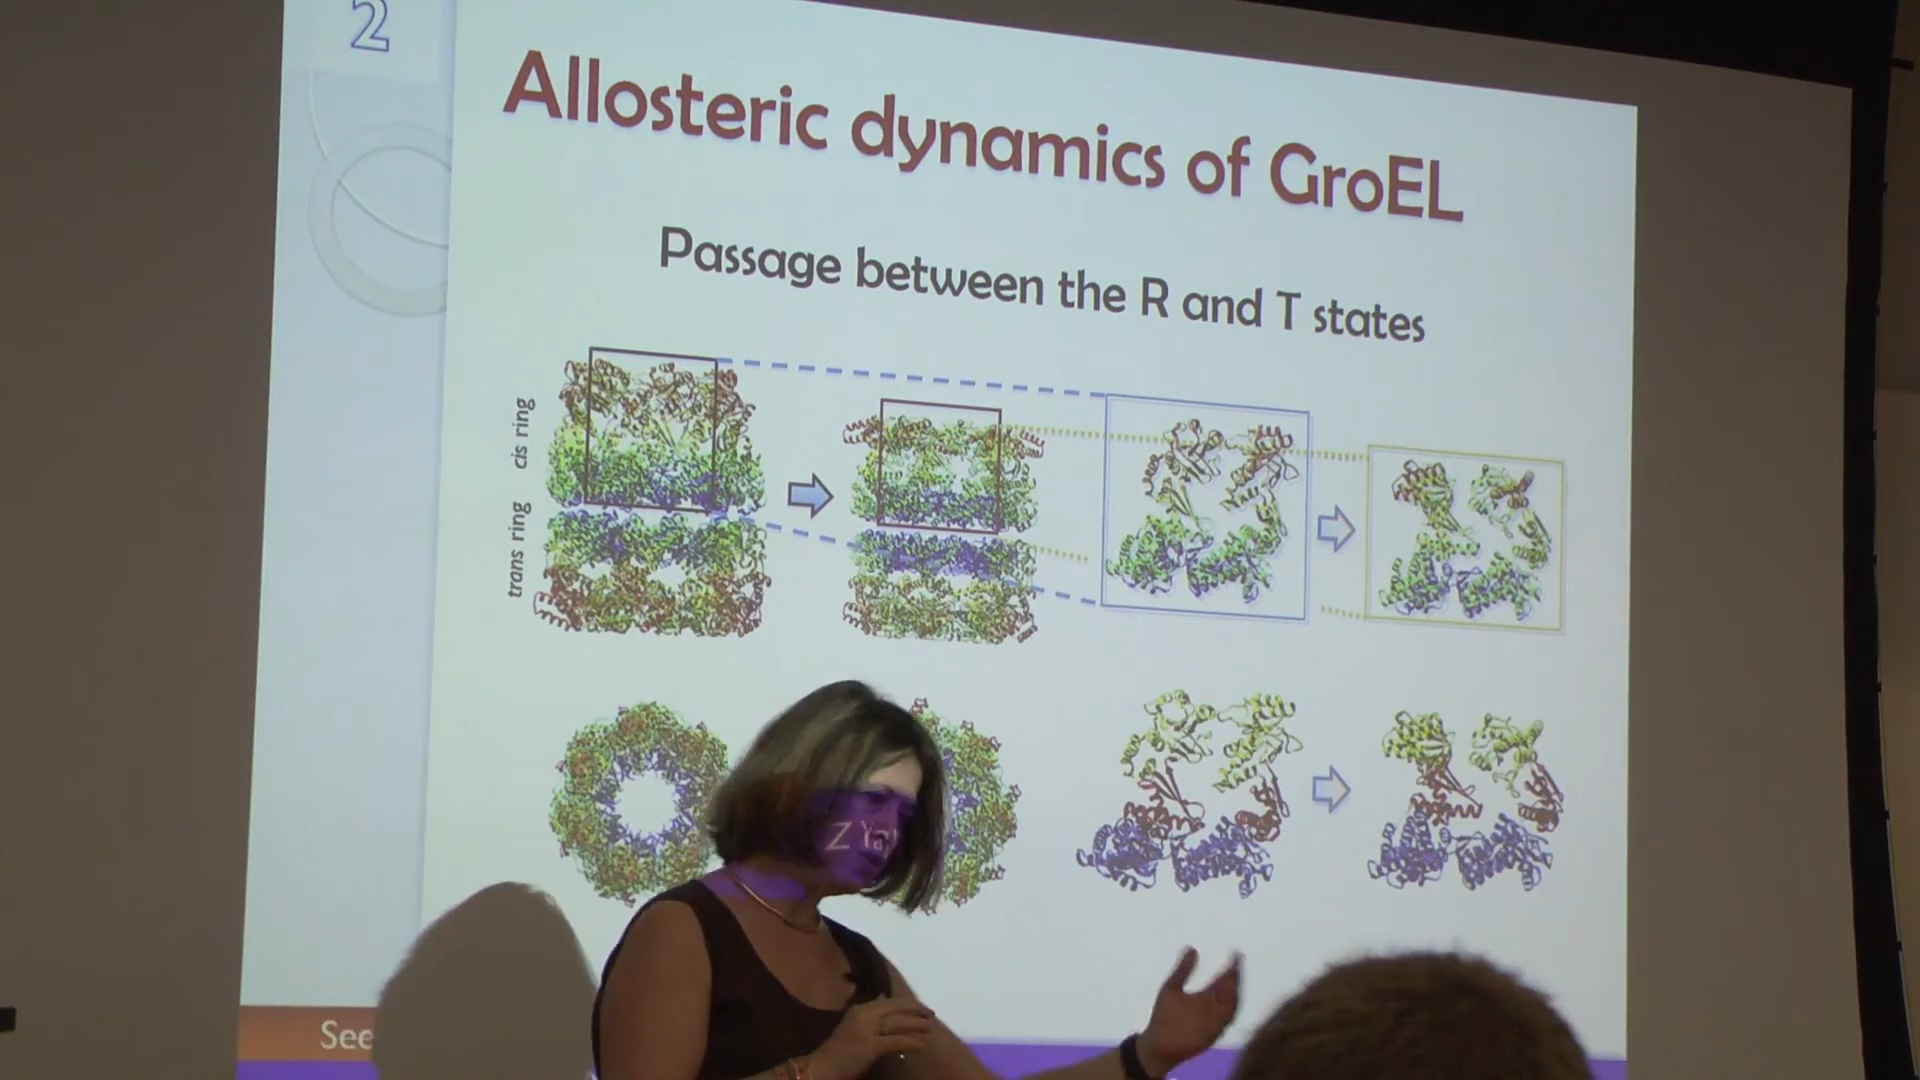 2
Allosteric dynamics of GroEL
Passage between the R and T states
cis ring
trans ring
See